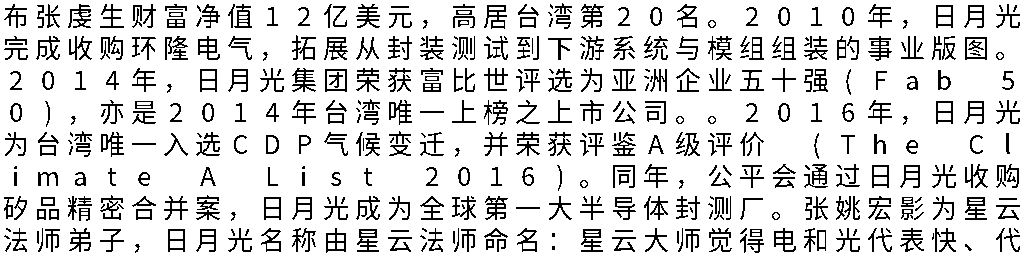 布张虔生财富净值12亿美元，高居台湾第20名。2010年，日月光
完成收购环隆电气，拓展从封装测试到下游系统与模组组装的事业版图。
2014年，日月光集团荣获富比世评选为亚洲企业五十强(Fab 5
0)，亦是2014年台湾唯一上榜之上市公司。。2016年，日月光
为台湾唯一入选CDP气候变迁，并荣获评鉴A级评价 (The Cl
imate A List 2016)。同年，公平会通过日月光收购
矽品精密合并案，日月光成为全球第一大半导体封测厂。张姚宏影为星云
法师弟子，日月光名称由星云法师命名：星云大师觉得电和光代表快、代